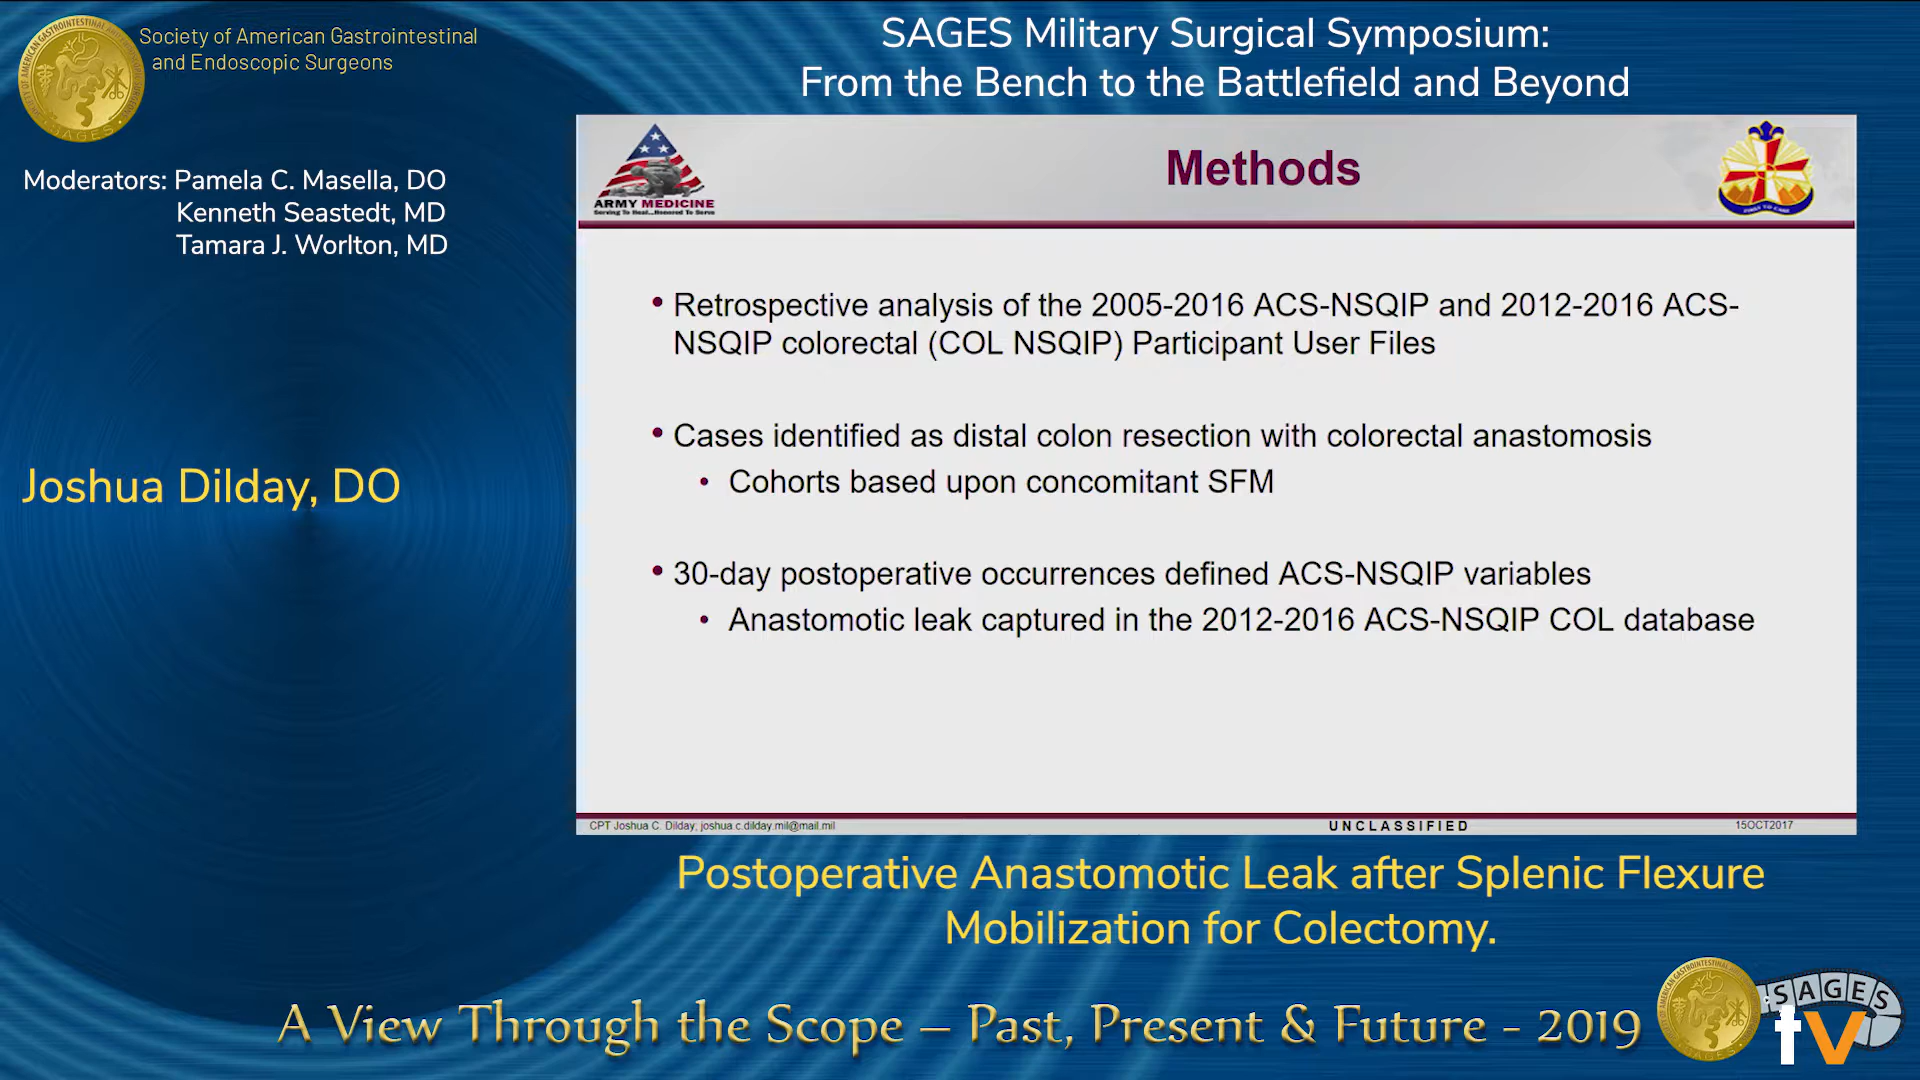 Society of American Gastrointestinal
and Endoscopic Surgeons
SAGES Military Surgical Symposium:
From the Bench to the Battlefield and Beyond
Moderators: Pamela C. Masella, DO
Kenneth Seastedt, MD
Tamara J. Worlton, MD
Joshua Dilday, DO
ARMY MEDICINE
Serving To Heal...Honored To Serve
Methods
• Retrospective analysis of the 2005-2016 ACS-NSQIP and 2012-2016 ACS-
NSQIP colorectal (COL NSQIP) Participant User Files
• Cases identified as distal colon resection with colorectal anastomosis
• Cohorts based upon concomitant SFM
• 30-day postoperative occurrences defined ACS-NSQIP variables
• Anastomotic leak captured in the 2012-2016 ACS-NSQIP COL database
CPT Joshua C. Dilday; joshua.c.dilday.mil@mail.mil
UNCLASSIFIED
15OCT2017
Postoperative Anastomotic Leak after Splenic Flexure
Mobilization for Colectomy.
A View Through the Scope – Past, Present & Future - 2019
SAGES
tv